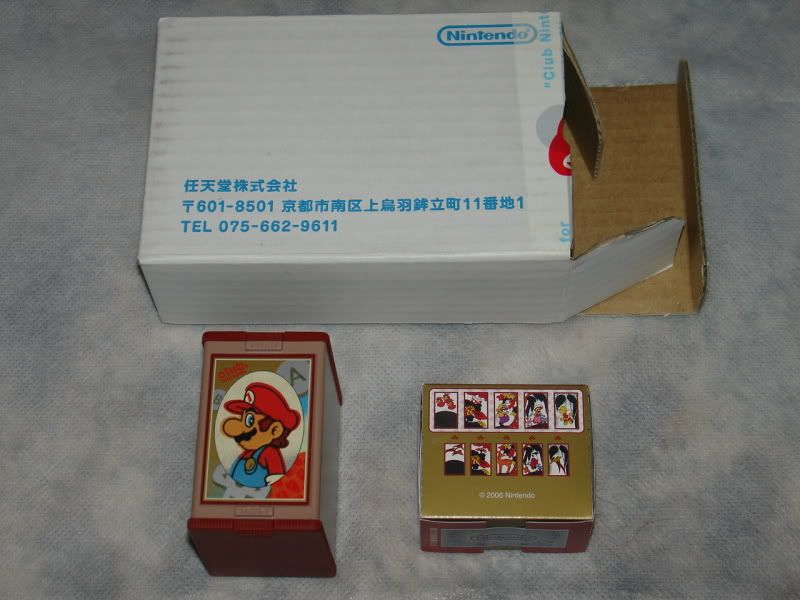 Nintendo
"Club Nint
for
任天堂株式会社
〒601-8501 京都市南区上鳥羽鉾立町11番地1
TEL 075-662-9611
club
A
B
© 2006 Nintendo
Nintendo